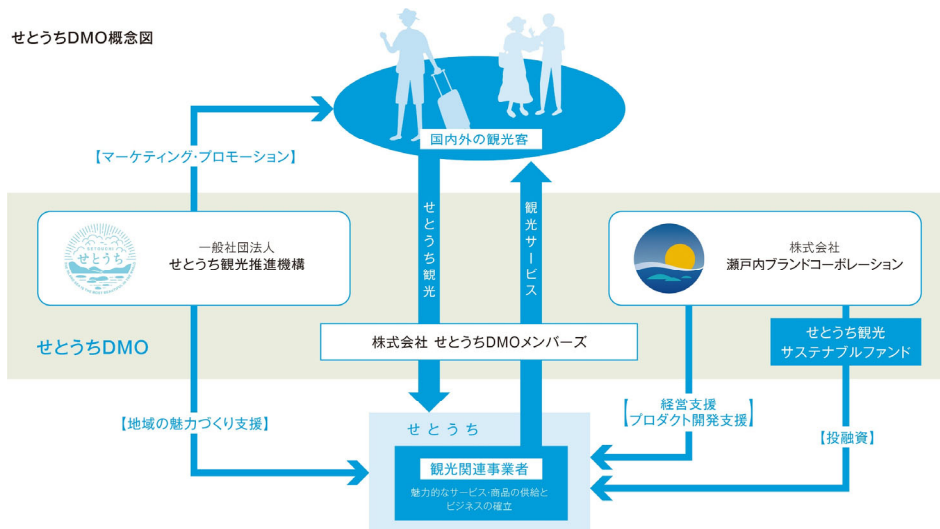 せとうちDMO概念図
国内外の観光客
【マーケティング・プロモーション】
せとうち観光
観光サービス
SETOUCHI
せとうち
一般社団法人
せとうち観光推進機構
株式会社
瀬戸内ブランドコーポレーション
せとうちDMO
株式会社 せとうちDMOメンバーズ
せとうち観光
サステナブルファンド
【地域の魅力づくり支援】
【経営支援
プロダクト開発支援】
【投融資】
せとうち
観光関連事業者
魅力的なサービス・商品の供給と
ビジネスの確立